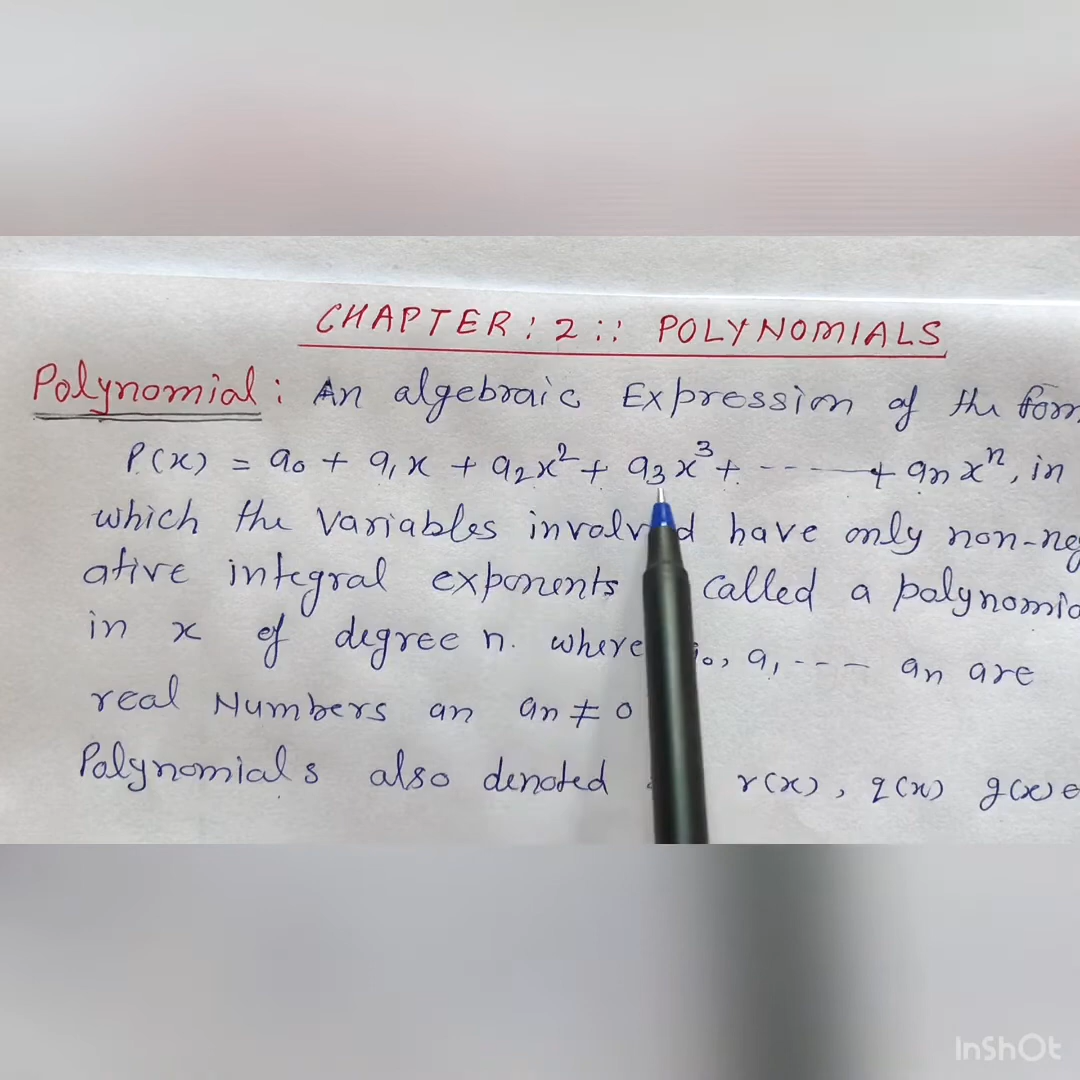 CHAPTER: 2 :: POLYNOMIALS
Polynomial: An algebraic Expression of the form
P(x) = a₀ + a₁x + a₂x² + a₃x³ + ------ + aₙxⁿ, in
which the variables involved have only non-neg
ative integral exponents called a polynomia
in x of degree n. where a₀, a₁ --- aₙ are
real Numbers an aₙ ≠ 0
Polynomials also denoted r(x), q(x) g(x) e
InShOt